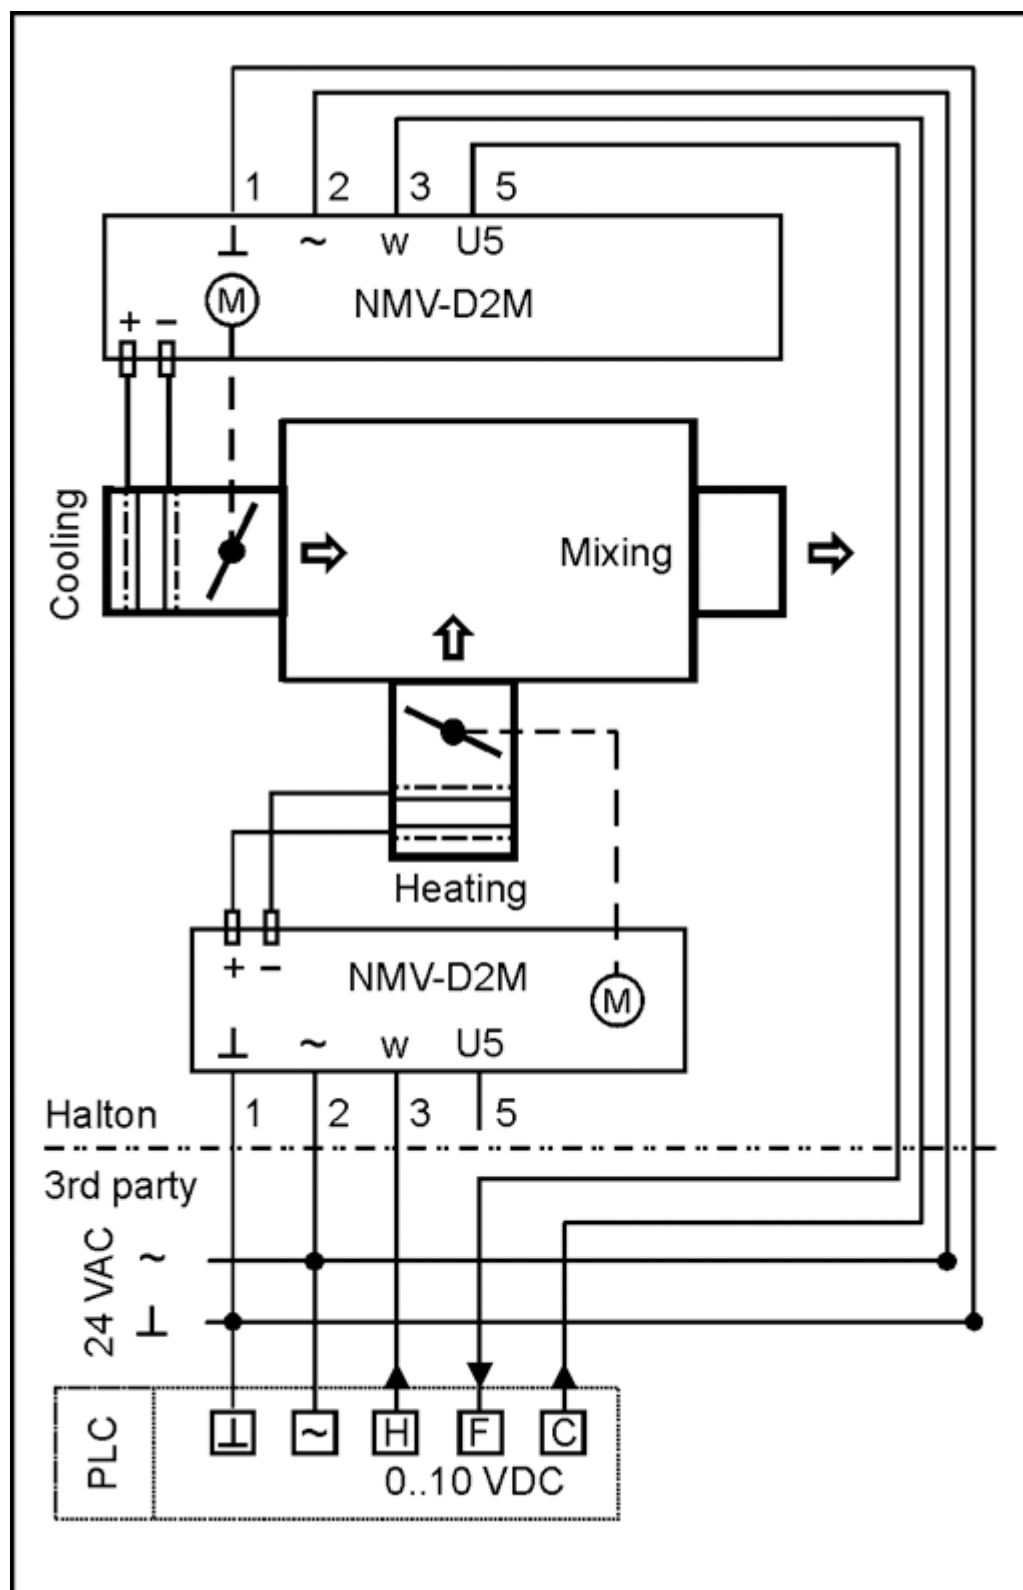 1 2 3 5
⊥ ~ w U5
M NMV-D2M
+ −
Cooling
Mixing
Heating
+ − NMV-D2M
M
⊥ ~ w U5
Halton 1 2 3 5
3rd party
24 VAC ~
⊥
PLC ⊥ ~ H F C
0..10 VDC